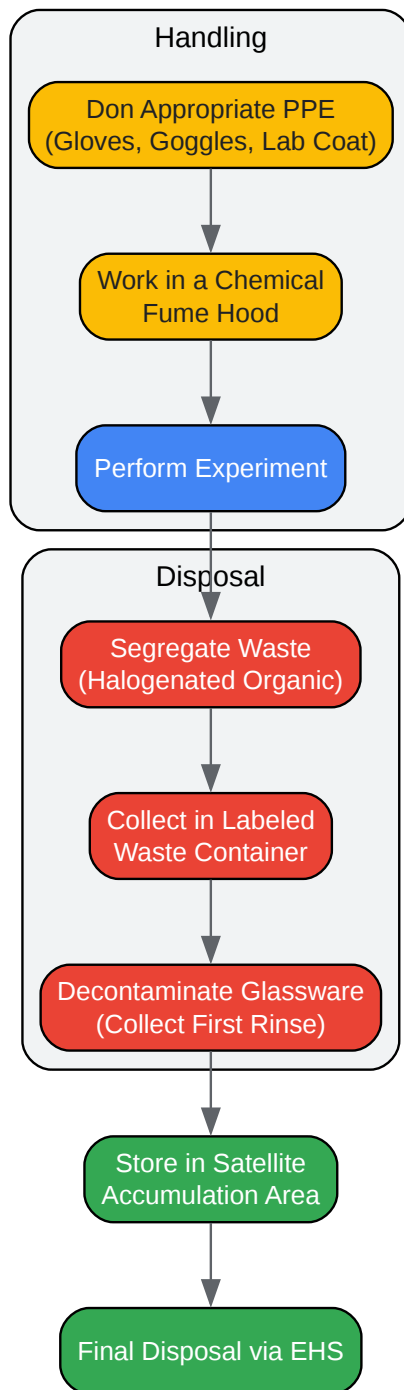 Handling
Don Appropriate PPE
(Gloves, Goggles, Lab Coat)
Work in a Chemical
Fume Hood
Perform Experiment
Disposal
Segregate Waste
(Halogenated Organic)
Collect in Labeled
Waste Container
Decontaminate Glassware
(Collect First Rinse)
Store in Satellite
Accumulation Area
Final Disposal via EHS